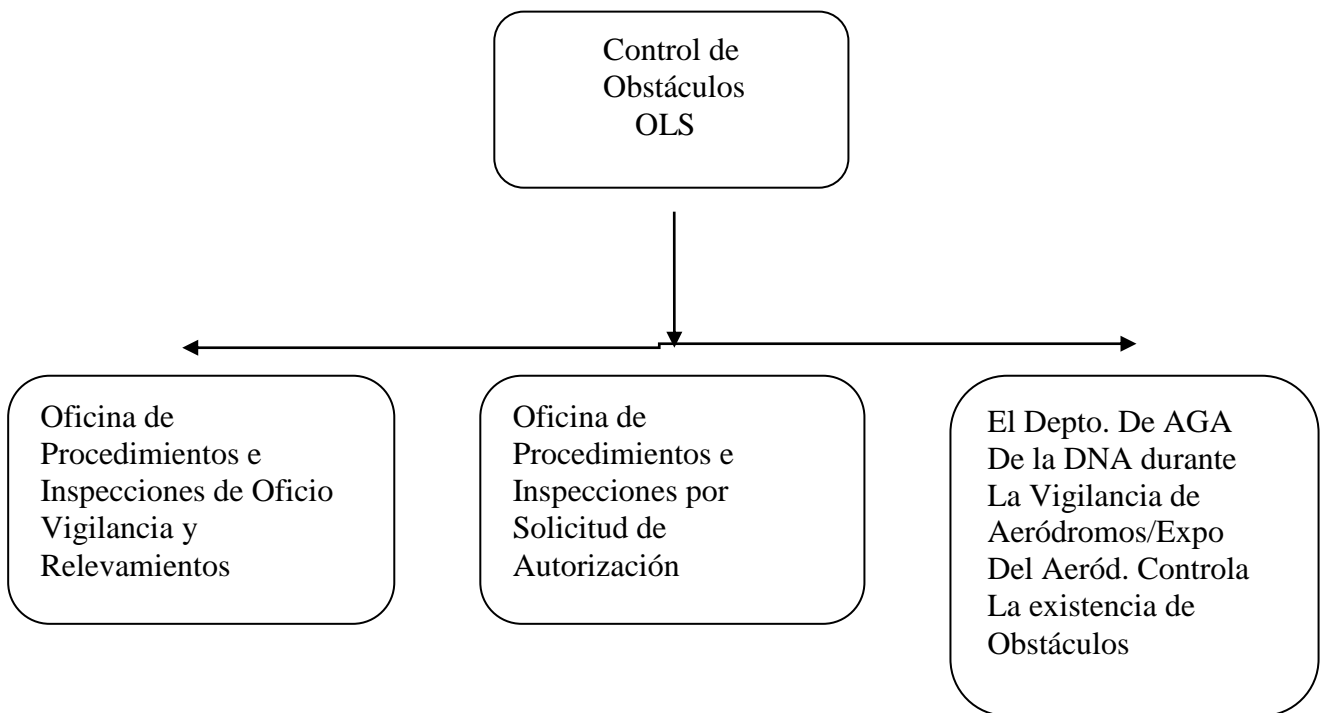 Control de
Obstáculos
OLS
Oficina de
Procedimientos e
Inspecciones de Oficio
Vigilancia y
Relevamientos
Oficina de
Procedimientos e
Inspecciones por
Solicitud de
Autorización
El Depto. De AGA
De la DNA durante
La Vigilancia de
Aeródromos/Expo
Del Aeród. Controla
La existencia de
Obstáculos